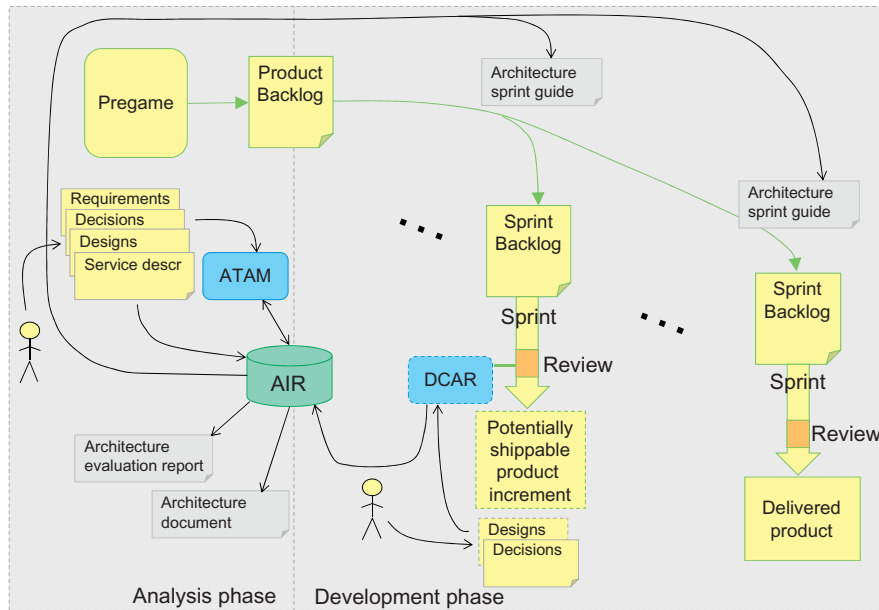 Pregame
Product
Backlog
Architecture
sprint guide
Architecture
sprint guide
Requirements
Decisions
Designs
Service descr
ATAM
Sprint
Backlog
Sprint
Review
Sprint
Backlog
Sprint
Review
AIR
DCAR
Potentially
shippable
product
increment
Architecture
evaluation report
Architecture
document
Designs
Decisions
Delivered
product
Analysis phase
Development phase